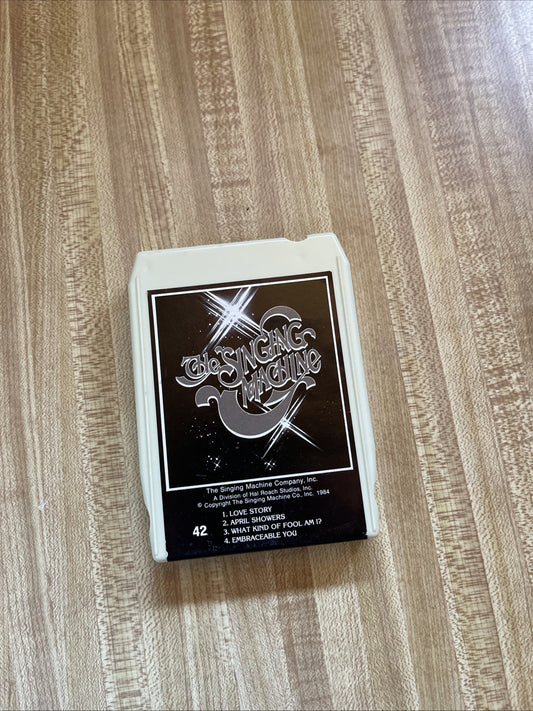 The SINGING
MACHINE
The Singing Machine Company, Inc.
A Division of Hal Roach Studios, Inc.
© Copyright The Singing Machine Co., Inc. 1984
1. LOVE STORY
2. APRIL SHOWERS
3. WHAT KIND OF FOOL AM I?
42 4. EMBRACEABLE YOU